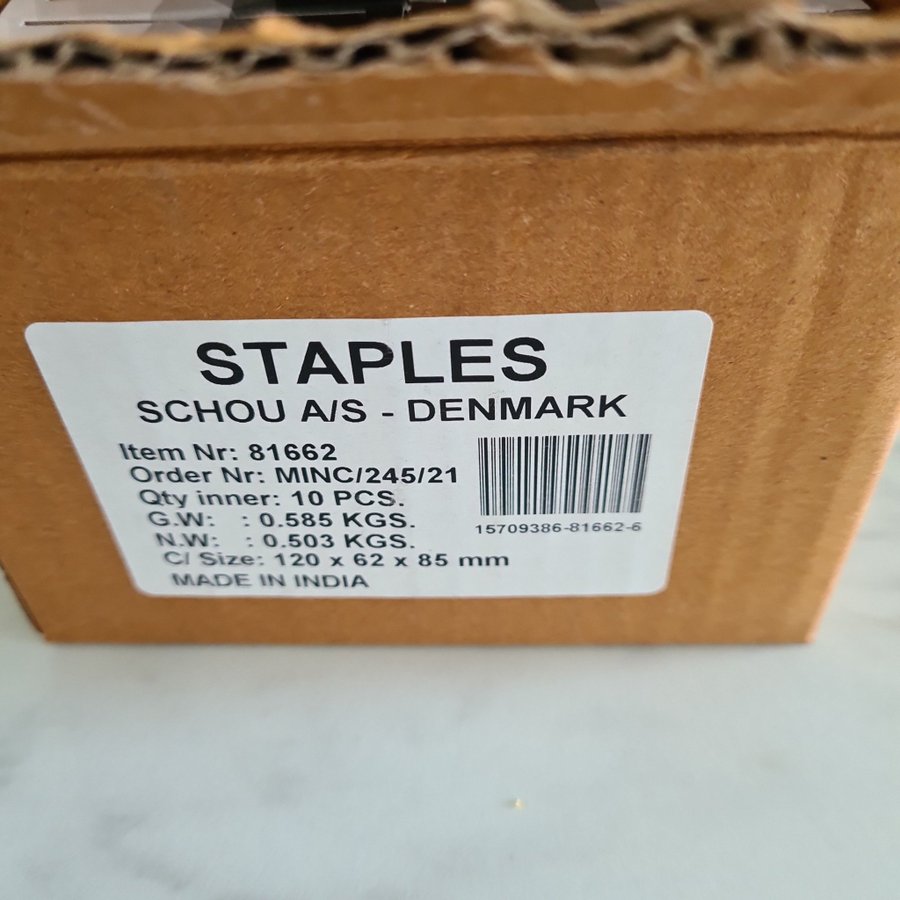 STAPLES
SCHOU A/S - DENMARK
Item Nr: 81662
Order Nr: MINC/245/21
Qty inner: 10 PCS.
G.W: : 0.585 KGS.
N.W: : 0.503 KGS.
C/ Size: 120 x 62 x 85 mm
MADE IN INDIA
15709386-81662-6